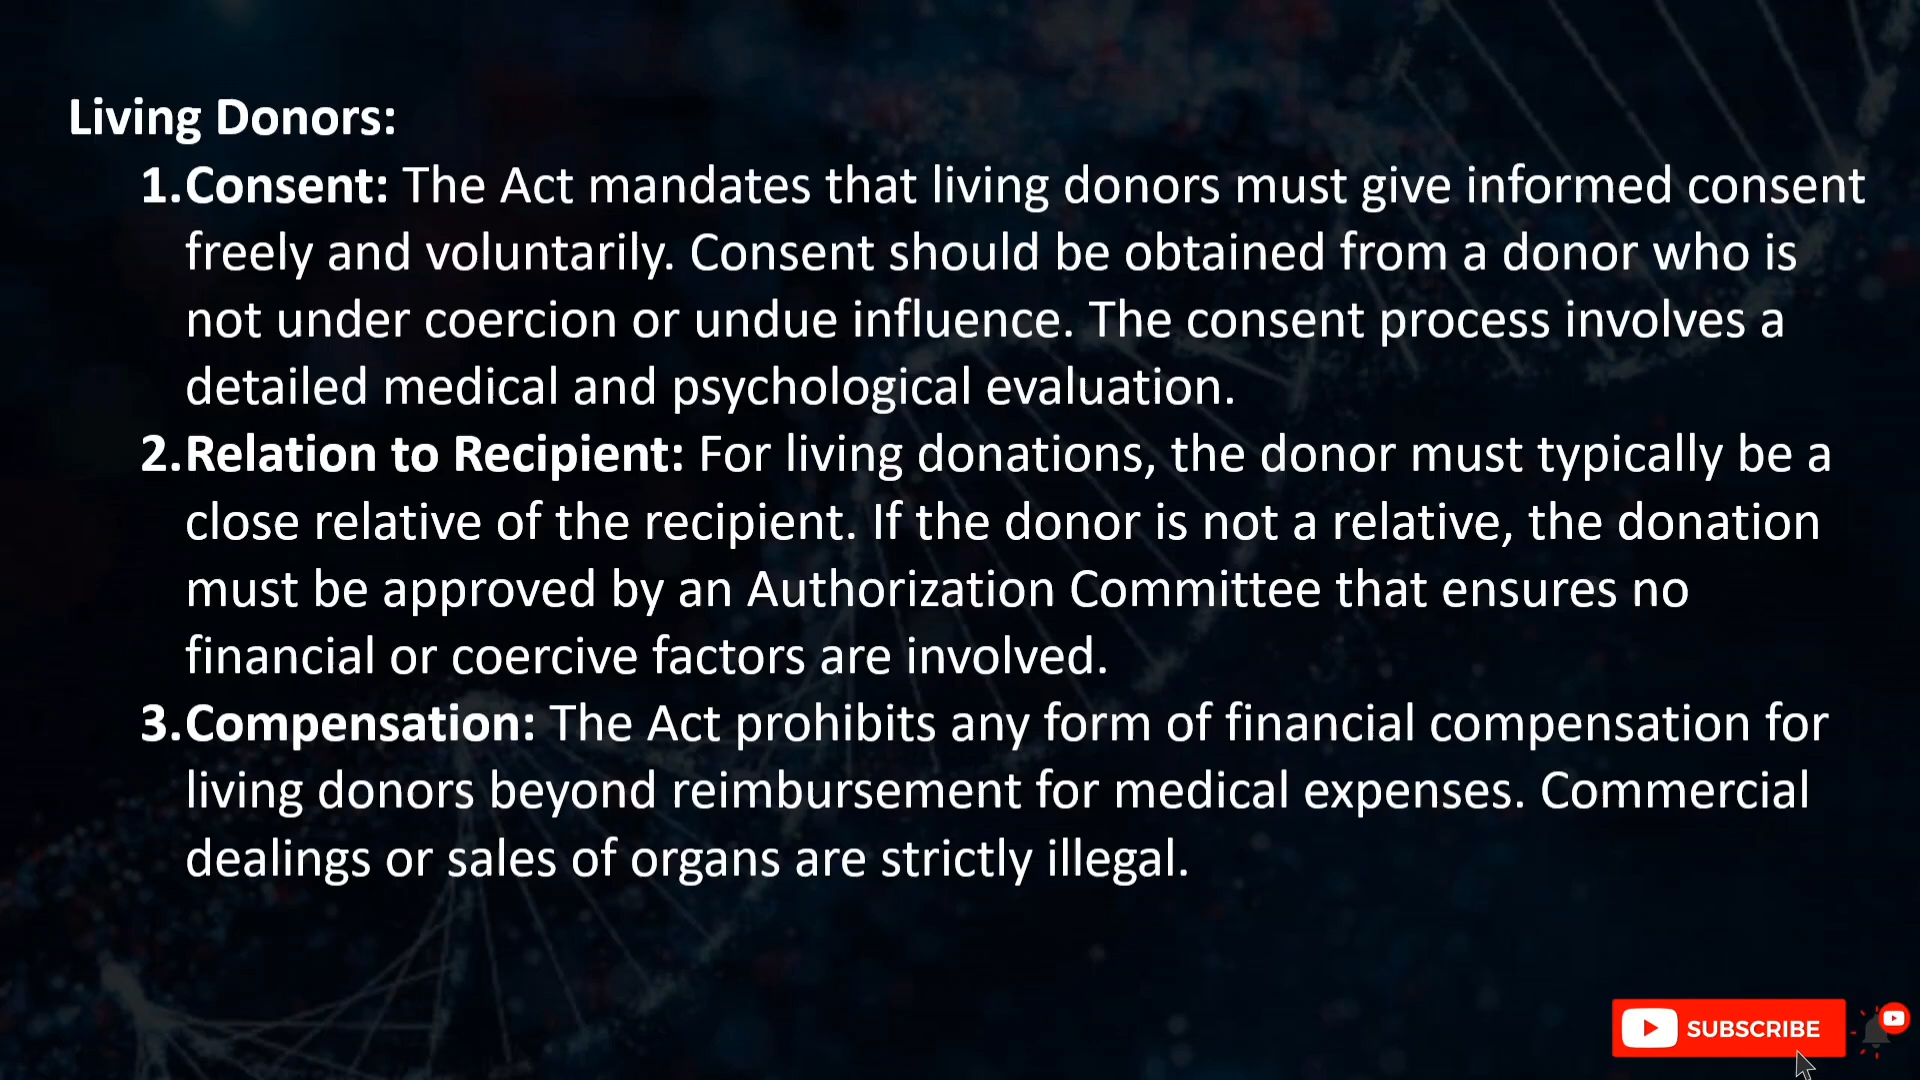 Living Donors:
1.Consent: The Act mandates that living donors must give informed consent
freely and voluntarily. Consent should be obtained from a donor who is
not under coercion or undue influence. The consent process involves a
detailed medical and psychological evaluation.
2.Relation to Recipient: For living donations, the donor must typically be a
close relative of the recipient. If the donor is not a relative, the donation
must be approved by an Authorization Committee that ensures no
financial or coercive factors are involved.
3.Compensation: The Act prohibits any form of financial compensation for
living donors beyond reimbursement for medical expenses. Commercial
dealings or sales of organs are strictly illegal.
SUBSCRIBE